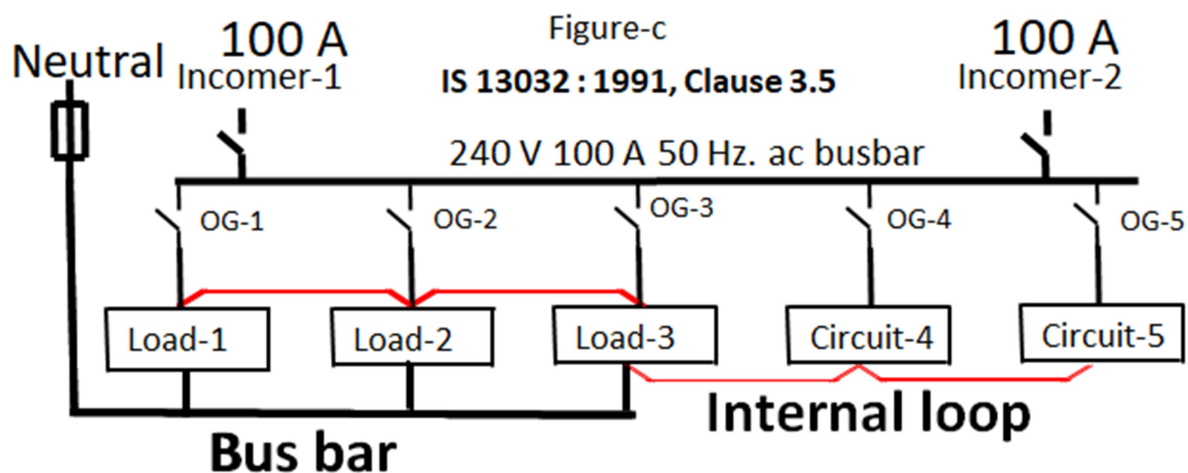 Figure-c
100 A
100 A
Neutral
Incomer-1
IS 13032 : 1991, Clause 3.5
Incomer-2
240 V 100 A 50 Hz. ac busbar
OG-1
OG-2
OG-3
OG-4
OG-5
Load-1
Load-2
Load-3
Circuit-4
Circuit-5
Internal loop
Bus bar